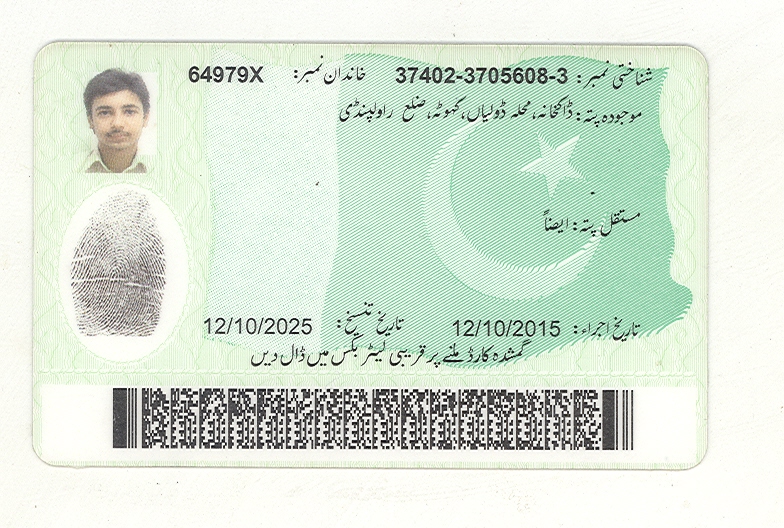 شناختی نمبر: 37402-3705608-3 خاندان نمبر: 64979X
موجودہ پتہ: ڈاکخانہ، محلہ ڈولیاں، کہوٹہ، ضلع راولپنڈی
مستقل پتہ: ایضاً
تاریخ اجراء: 12/10/2015 تاریخ تنسیخ: 12/10/2025
گمشدہ کارڈ ملنے پر قریبی لیٹر بکس میں ڈال دیں